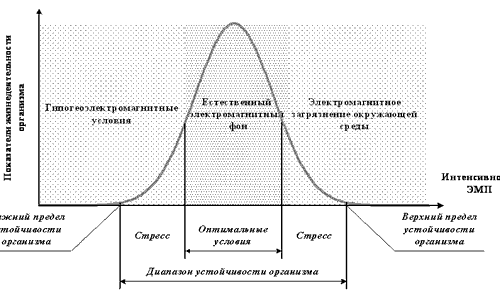 Показатели жизнедеятельности
организма
Гипогеоэлектромагнитные
условия
Естественный
электромагнитный
фон
Электромагнитное
загрязнение окружающей
среды
Интенсивно
ЭМП
жний предел
стойчивости
организма
Стресс
Оптимальные
условия
Стресс
Верхний предел
устойчивости
организма
Диапазон устойчивости организма